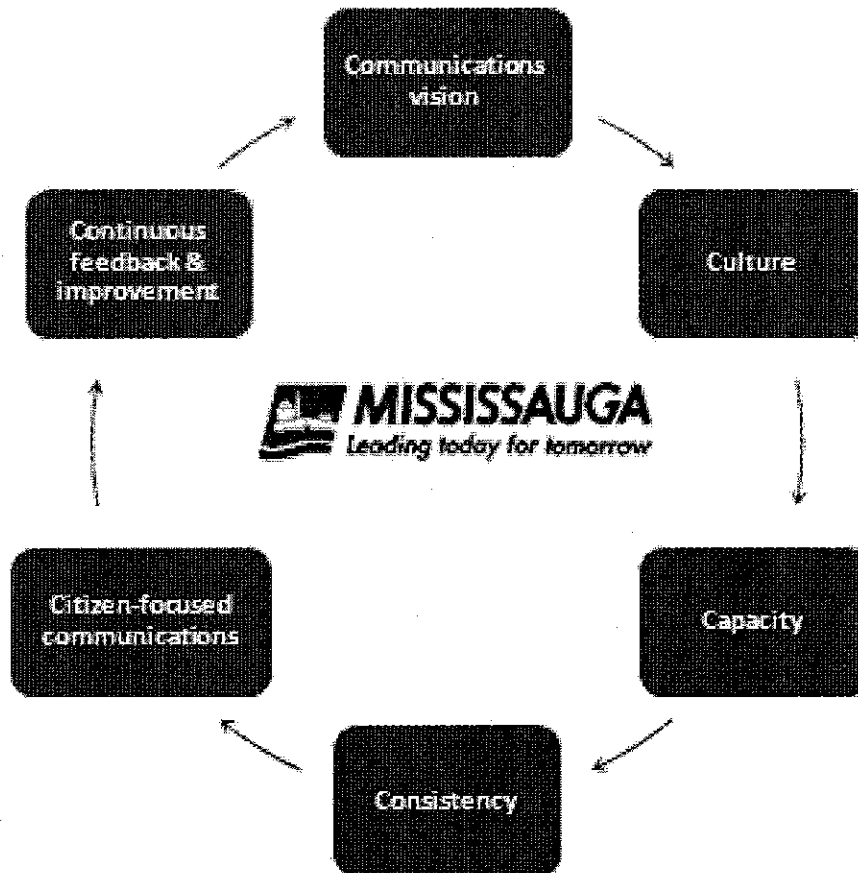 Communications
vision
Continuous
feedback &
improvement
Culture
MISSISSAUGA
Leading today for tomorrow
Citizen-focused
communications
Capacity
Consistency